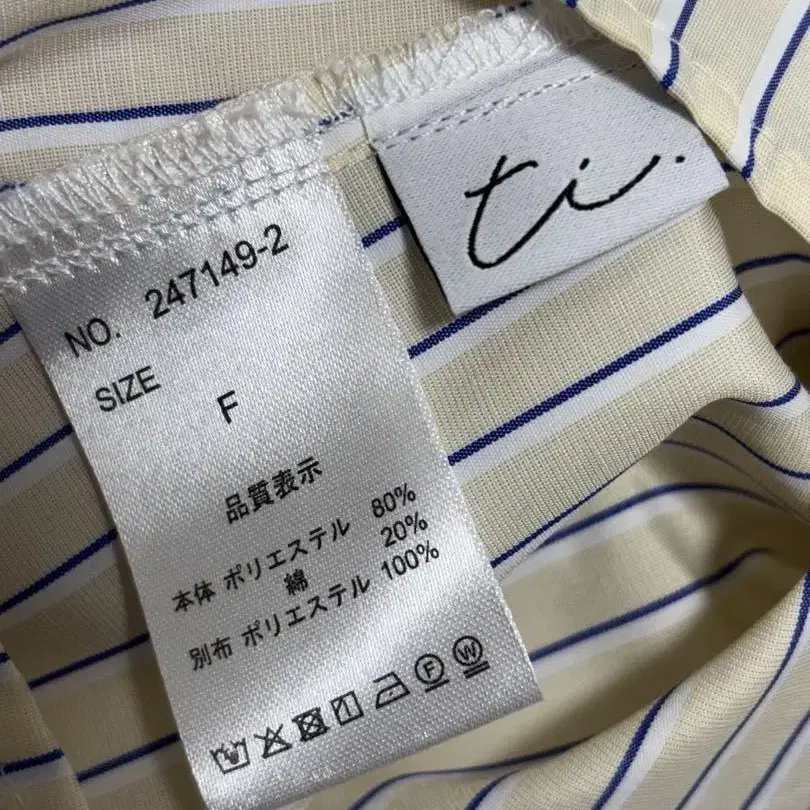 ti.
NO. 247149-2
SIZE
F
品質表示
本体 ポリエステル 80%
綿 20%
別布 ポリエステル 100%
F W